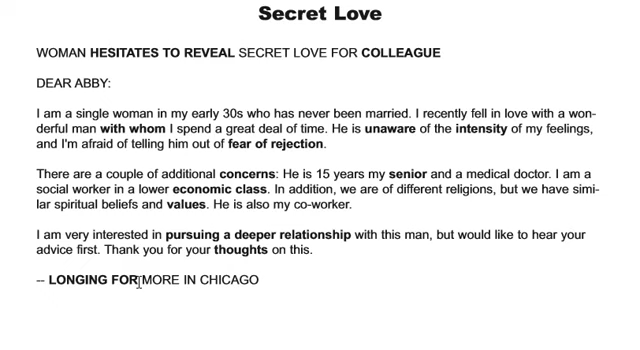 Secret Love
WOMAN HESITATES TO REVEAL SECRET LOVE FOR COLLEAGUE
DEAR ABBY:
I am a single woman in my early 30s who has never been married. I recently fell in love with a won-
derful man with whom I spend a great deal of time. He is unaware of the intensity of my feelings,
and I'm afraid of telling him out of fear of rejection.
There are a couple of additional concerns: He is 15 years my senior and a medical doctor. I am a
social worker in a lower economic class. In addition, we are of different religions, but we have simi-
lar spiritual beliefs and values. He is also my co-worker.
I am very interested in pursuing a deeper relationship with this man, but would like to hear your
advice first. Thank you for your thoughts on this.
-- LONGING FOR MORE IN CHICAGO